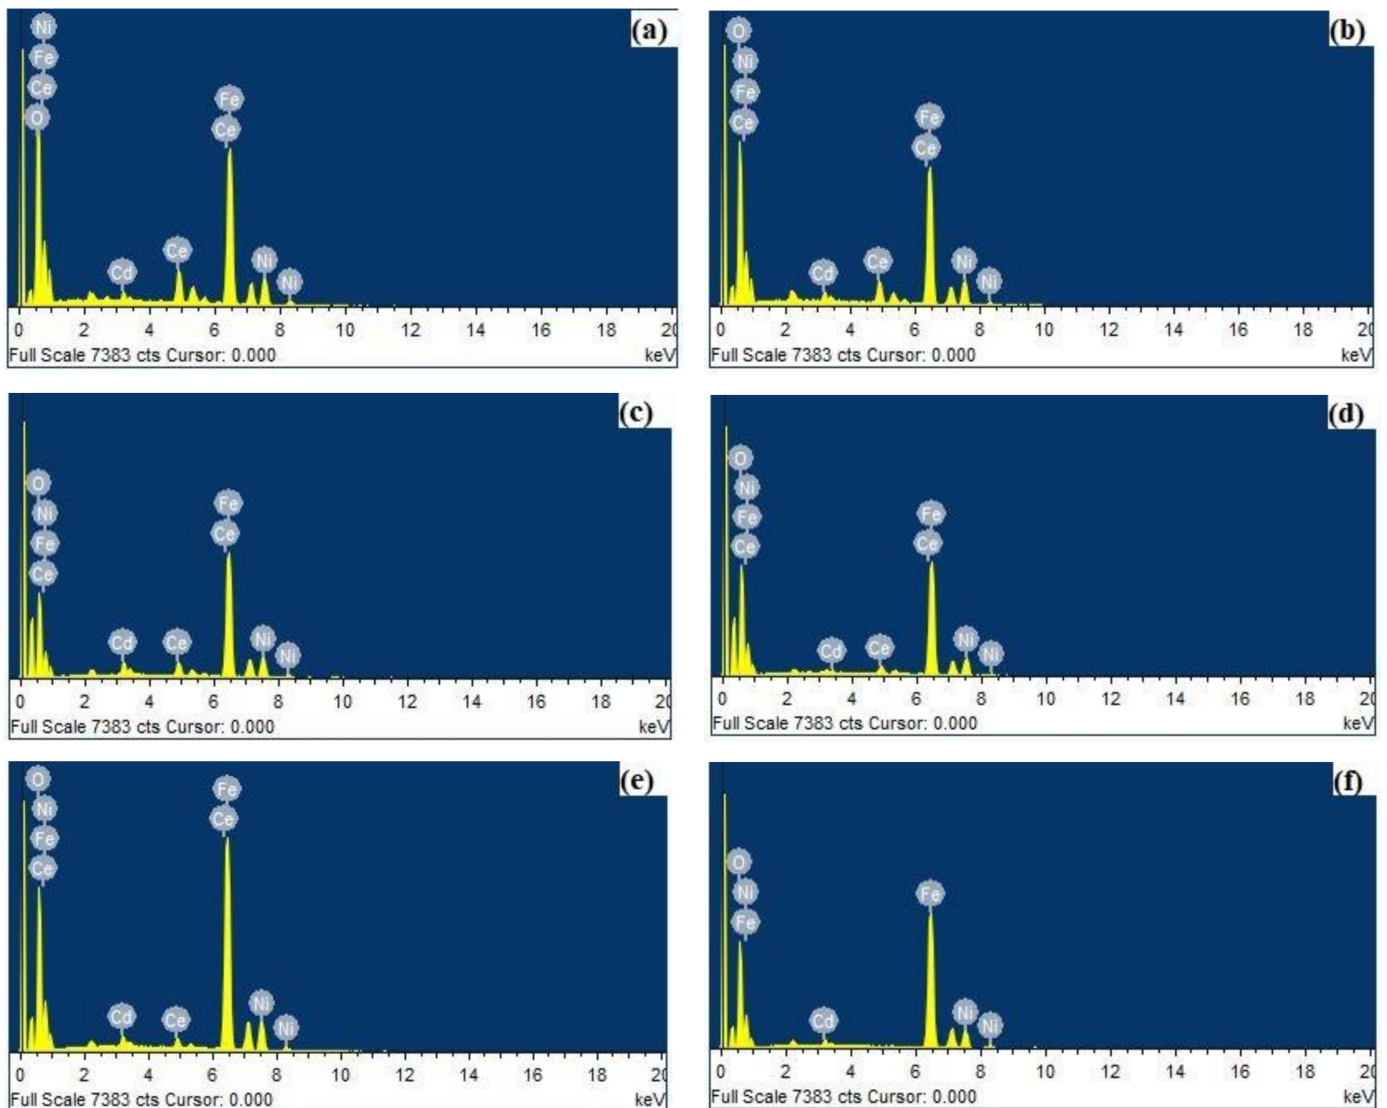 (a)
Ni
Fe
Ce
O
Fe
Ce
Cd
Ce
Ni
Ni
0 2 4 6 8 10 12 14 16 18 20
Full Scale 7383 cts Cursor: 0.000 keV
(b)
O
Ni
Fe
Ce
Fe
Ce
Cd
Ce
Ni
Ni
0 2 4 6 8 10 12 14 16 18 20
Full Scale 7383 cts Cursor: 0.000 keV
(c)
O
Ni
Fe
Ce
Fe
Ce
Cd
Ce
Ni
Ni
0 2 4 6 8 10 12 14 16 18 20
Full Scale 7383 cts Cursor: 0.000 keV
(d)
O
Ni
Fe
Ce
Fe
Ce
Cd
Ce
Ni
Ni
0 2 4 6 8 10 12 14 16 18 20
Full Scale 7383 cts Cursor: 0.000 keV
(e)
O
Ni
Fe
Ce
Fe
Ce
Cd
Ce
Ni
Ni
0 2 4 6 8 10 12 14 16 18 20
Full Scale 7383 cts Cursor: 0.000 keV
(f)
O
Ni
Fe
Fe
Cd
Ni
Ni
0 2 4 6 8 10 12 14 16 18 20
Full Scale 7383 cts Cursor: 0.000 keV